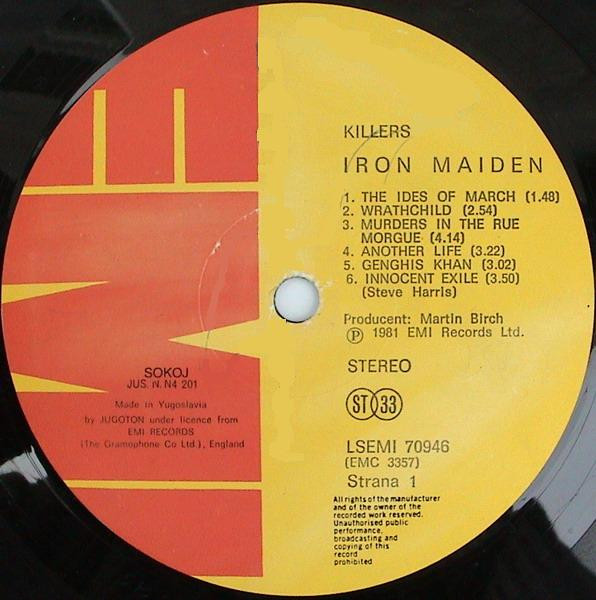 KILLERS
IRON MAIDEN
1. THE IDES OF MARCH (1.48)
2. WRATHCHILD (2.54)
3. MURDERS IN THE RUE
MORGUE (4.14)
4. ANOTHER LIFE (3.22)
5. GENGHIS KHAN (3.02)
6. INNOCENT EXILE (3.50)
(Steve Harris)
Producent: Martin Birch
Ⓟ 1981 EMI Records Ltd.
STEREO
ST 33
LSEMI 70946
(EMC 3357)
Strana 1
All rights of the manufacturer
and of the owner of the
recorded work reserved.
Unauthorised public
performance,
broadcasting and
copying of this
record
prohibited
EMI
SOKOJ
JUS. N. N4 201
Made in Yugoslavia
by JUGOTON under licence from
EMI RECORDS
(The Gramophone Co Ltd.), England